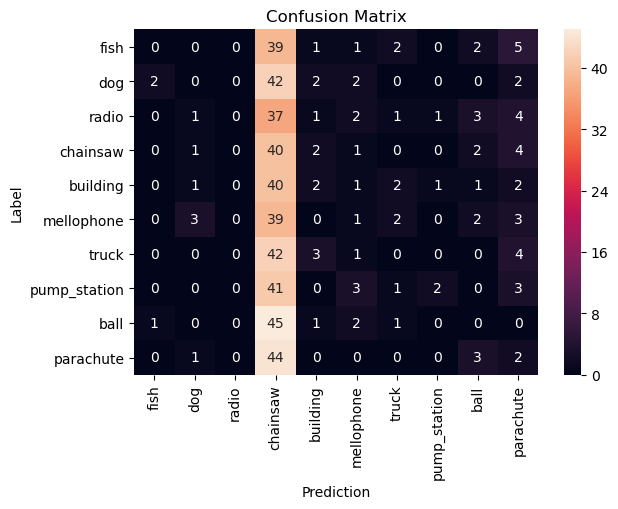 Confusion Matrix
Label
fish 0 0 0 39 1 1 2 0 2 5
dog 2 0 0 42 2 2 0 0 0 2
radio 0 1 0 37 1 2 1 1 3 4
chainsaw 0 1 0 40 2 1 0 0 2 4
building 0 1 0 40 2 1 2 1 1 2
mellophone 0 3 0 39 0 1 2 0 2 3
truck 0 0 0 42 3 1 0 0 0 4
pump_station 0 0 0 41 0 3 1 2 0 3
ball 1 0 0 45 1 2 1 0 0 0
parachute 0 1 0 44 0 0 0 0 3 2
fish dog radio chainsaw building mellophone truck pump_station ball parachute
Prediction
40
32
24
16
8
0